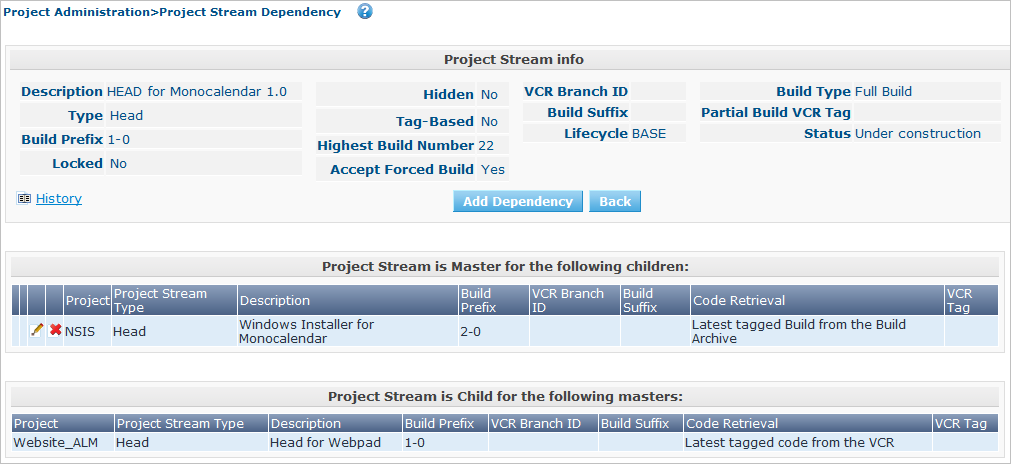 Project Administration>Project Stream Dependency ?
Project Stream info
Description HEAD for Monocalendar 1.0
Type Head
Build Prefix 1-0
Locked No
Hidden No
Tag-Based No
Highest Build Number 22
Accept Forced Build Yes
VCR Branch ID
Build Suffix
Lifecycle BASE
Build Type Full Build
Partial Build VCR Tag
Status Under construction
History
Add Dependency Back
Project Stream is Master for the following children:
Project Project Stream Type Description Build Prefix VCR Branch ID Build Suffix Code Retrieval VCR Tag
NSIS Head Windows Installer for Monocalendar 2-0 Latest tagged Build from the Build Archive
Project Stream is Child for the following masters:
Project Project Stream Type Description Build Prefix VCR Branch ID Build Suffix Code Retrieval VCR Tag
Website_ALM Head Head for Webpad 1-0 Latest tagged code from the VCR